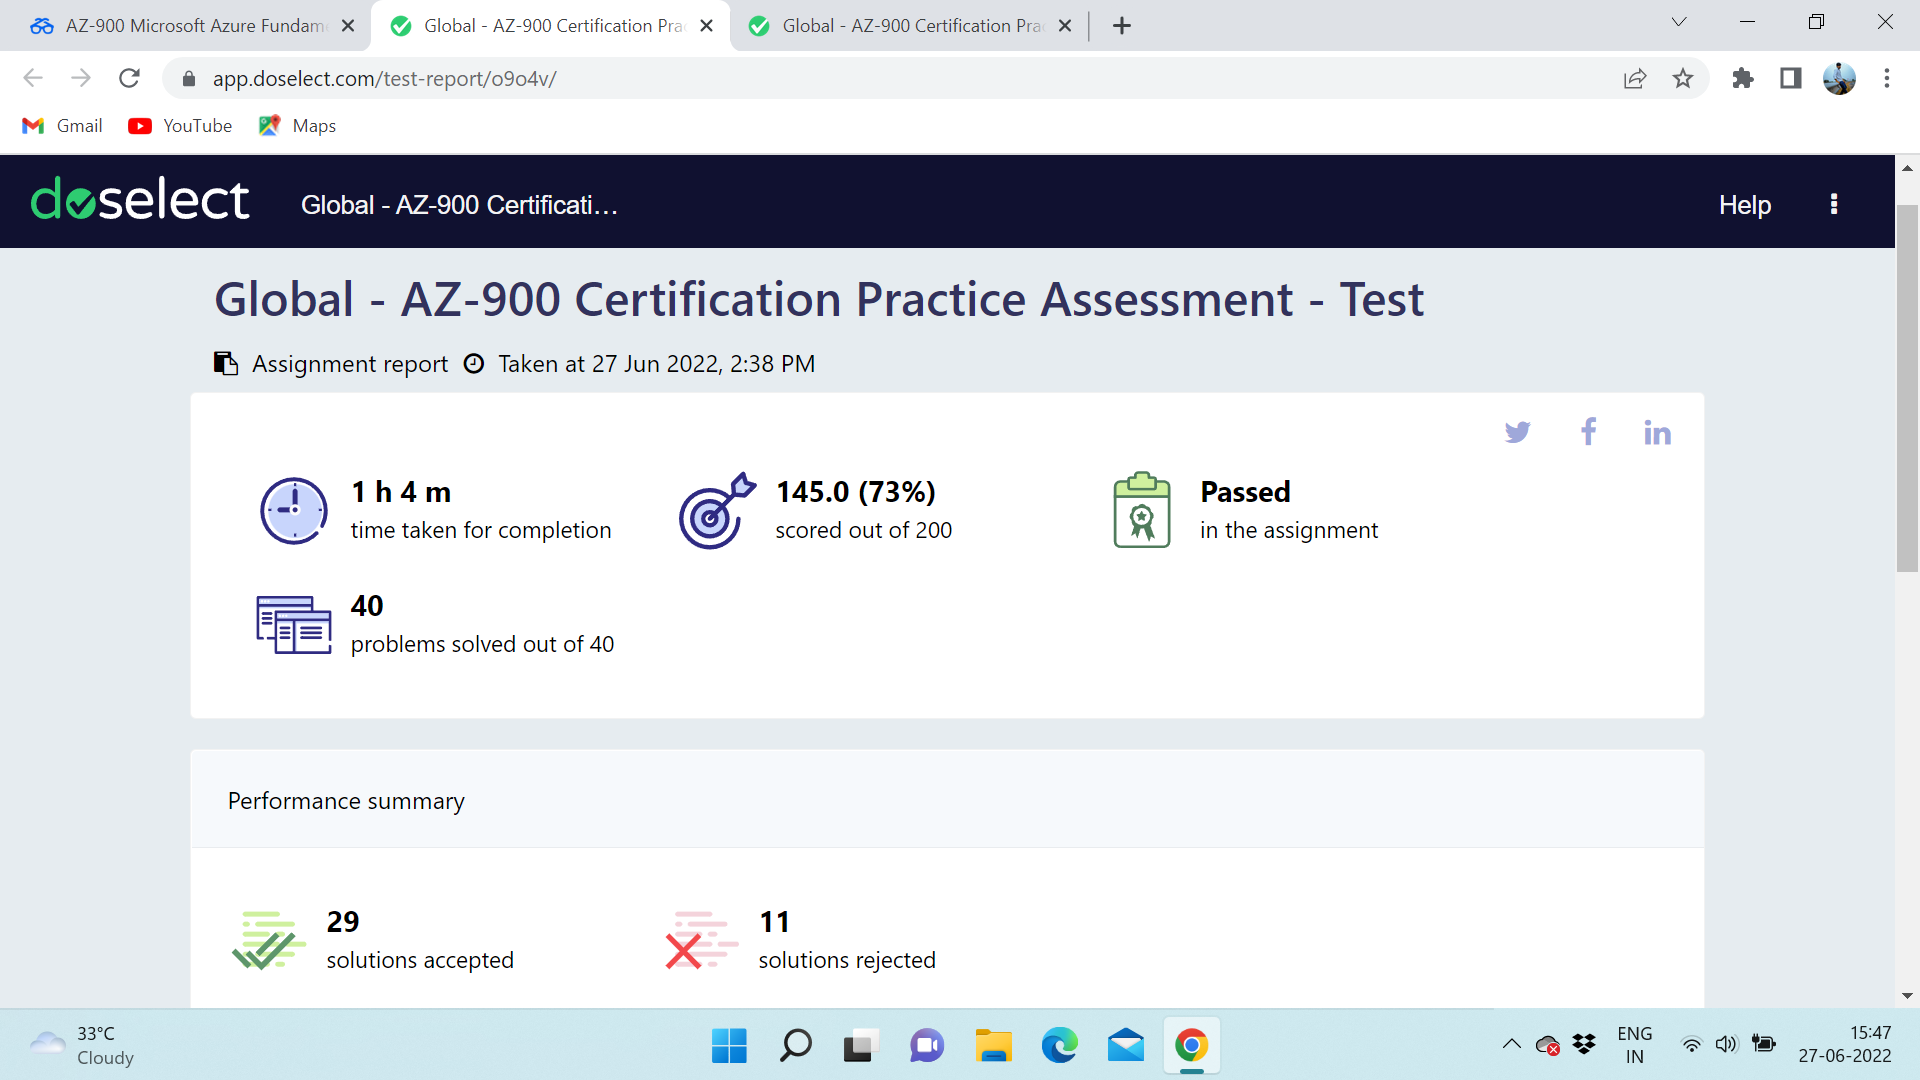 AZ-900 Microsoft Azure Fundam
Global - AZ-900 Certification Pra
Global - AZ-900 Certification Pra
app.doselect.com/test-report/o9o4v/
Gmail
YouTube
Maps
doselect
Global - AZ-900 Certificati...
Help
Global - AZ-900 Certification Practice Assessment - Test
Assignment report
Taken at 27 Jun 2022, 2:38 PM
1 h 4 m
time taken for completion
145.0 (73%)
scored out of 200
Passed
in the assignment
40
problems solved out of 40
Performance summary
29
solutions accepted
11
solutions rejected
33°C
Cloudy
ENG
IN
15:47
27-06-2022